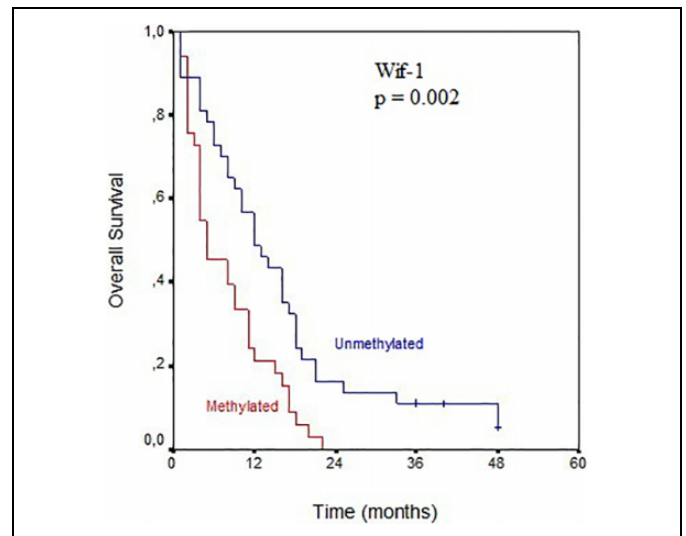 1,0
Wif-1
p = 0.002
,8
,6
Overall Survival
,4
Unmethylated
,2
Methylated
0,0
0 12 24 36 48 60
Time (months)